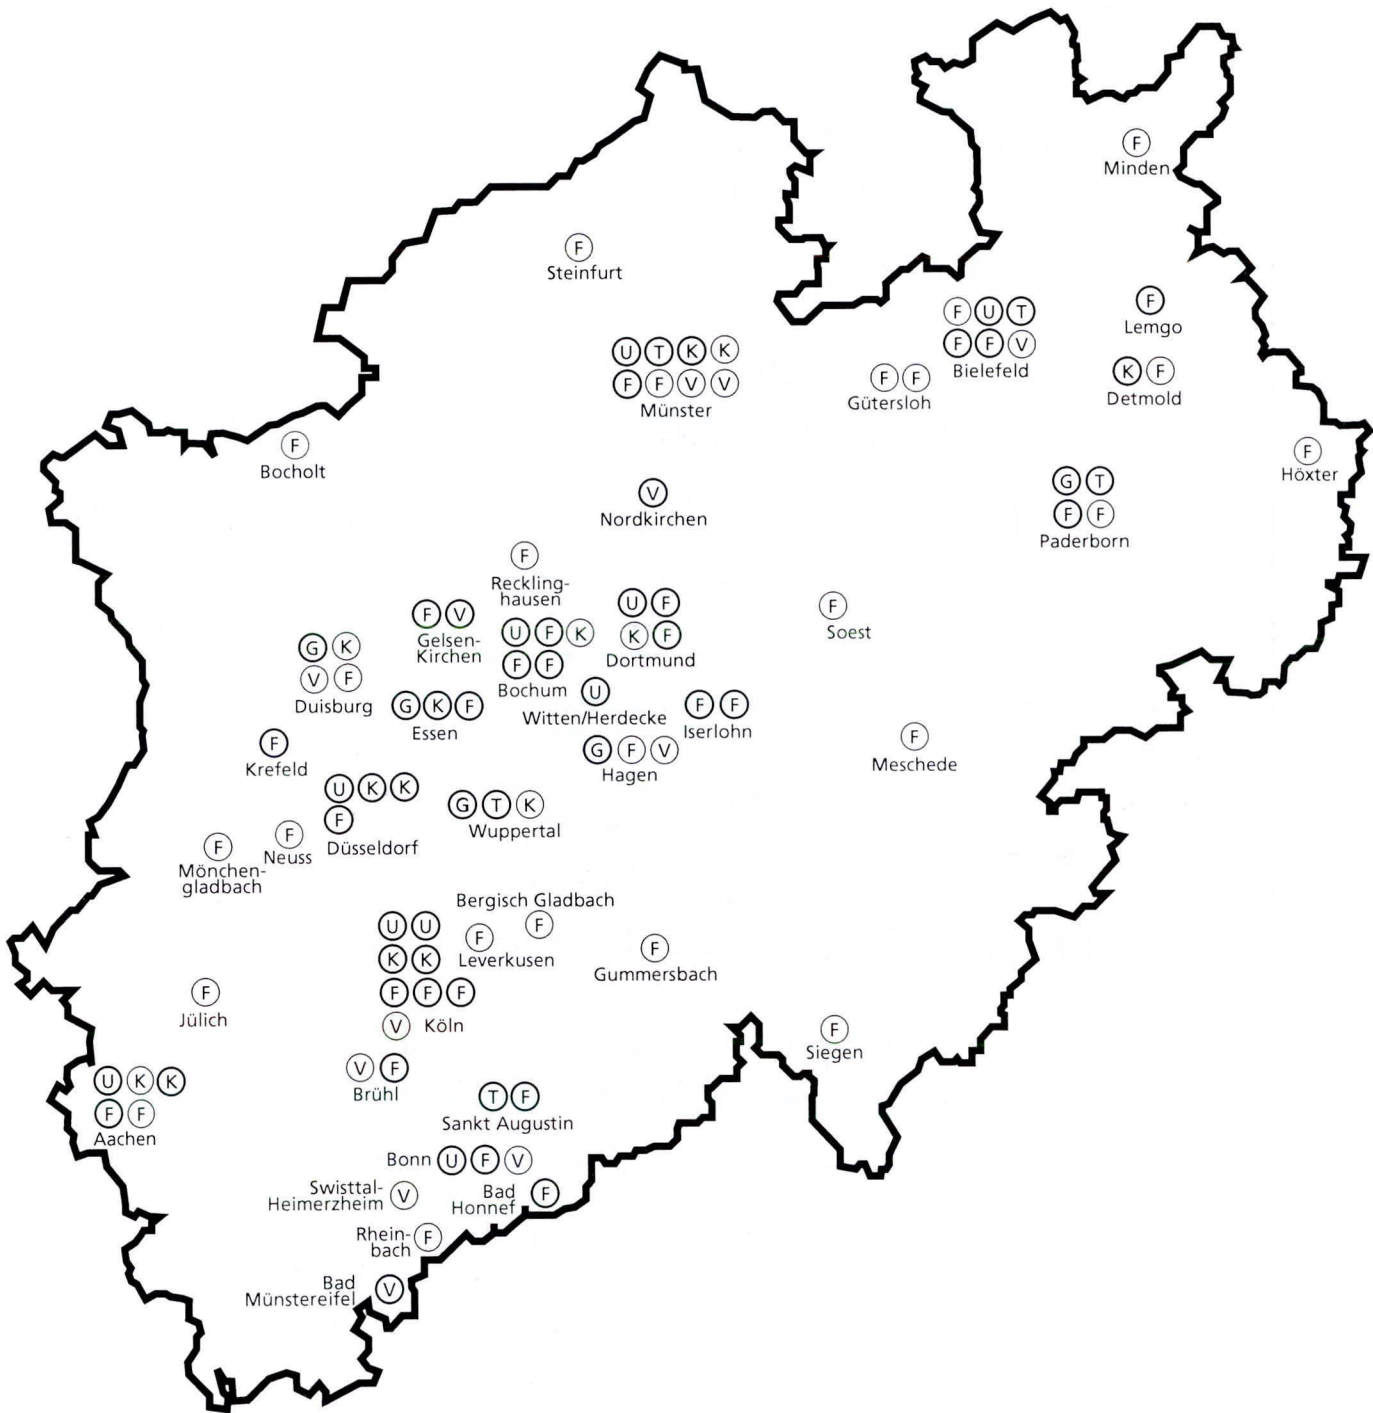 F
Minden
F
Steinfurt
F
Lemgo
F U T
F F V
Bielefeld
U T K K
F F V V
Münster
F F
Gütersloh
K F
Detmold
F
Bocholt
F
Höxter
G T
F F
Paderborn
V
Nordkirchen
F
Reckling-
hausen
F V
Gelsen-
Kirchen
U F K
F F
Bochum
U F
K F
Dortmund
F
Soest
G K
V F
Duisburg
G K F
Essen
U
Witten/Herdecke
F F
Iserlohn
G F V
Hagen
F
Meschede
F
Krefeld
U K K
F
Düsseldorf
G T K
Wuppertal
F
Neuss
F
Mönchen-
gladbach
Bergisch Gladbach
F
F
Leverkusen
U U
K K
F F F
V Köln
F
Gummersbach
F
Jülich
F
Siegen
V F
Brühl
U K K
F F
Aachen
T F
Sankt Augustin
Bonn U F V
Swisttal-
Heimerzheim V
Bad
Honnef F
Rhein-
bach F
Bad
Münstereifel V